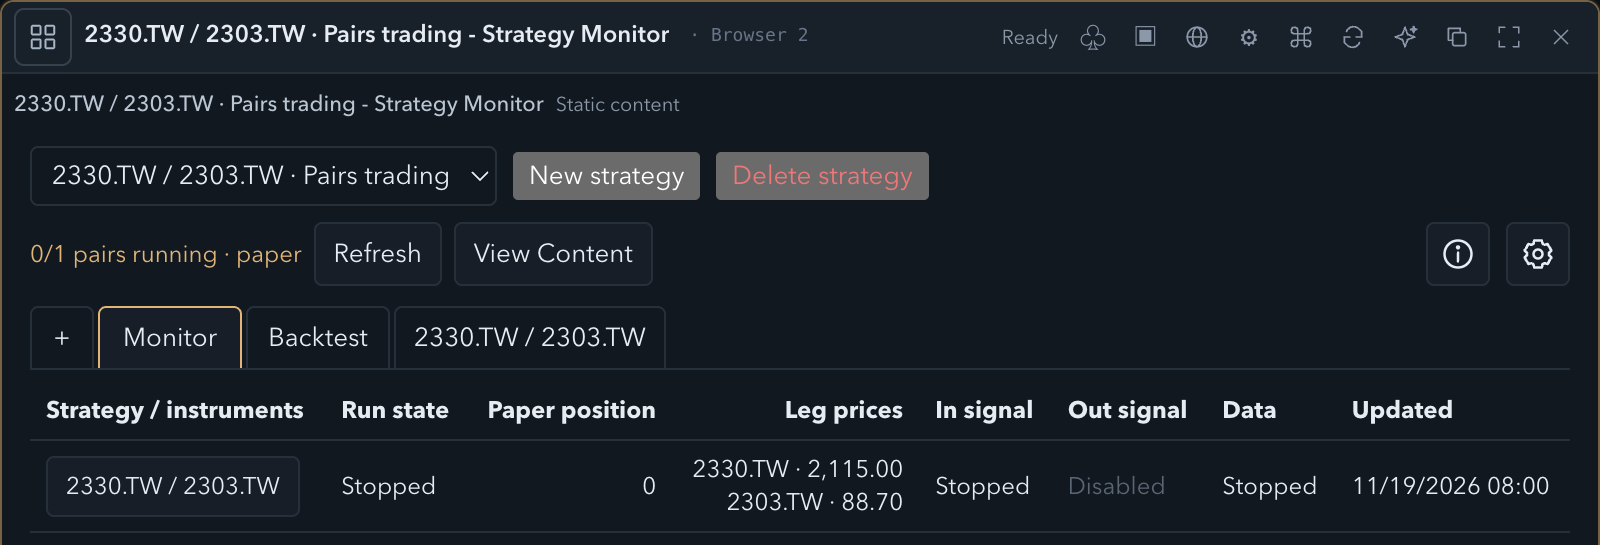 2330.TW / 2303.TW · Pairs trading - Strategy Monitor · Browser 2 Ready
2330.TW / 2303.TW · Pairs trading - Strategy Monitor Static content
2330.TW / 2303.TW · Pairs trading New strategy Delete strategy
0/1 pairs running · paper Refresh View Content
+ Monitor Backtest 2330.TW / 2303.TW
Strategy / instruments Run state Paper position Leg prices In signal Out signal Data Updated
2330.TW / 2303.TW Stopped 0 2330.TW · 2,115.00 Stopped Disabled Stopped 11/19/2026 08:00
2303.TW · 88.70